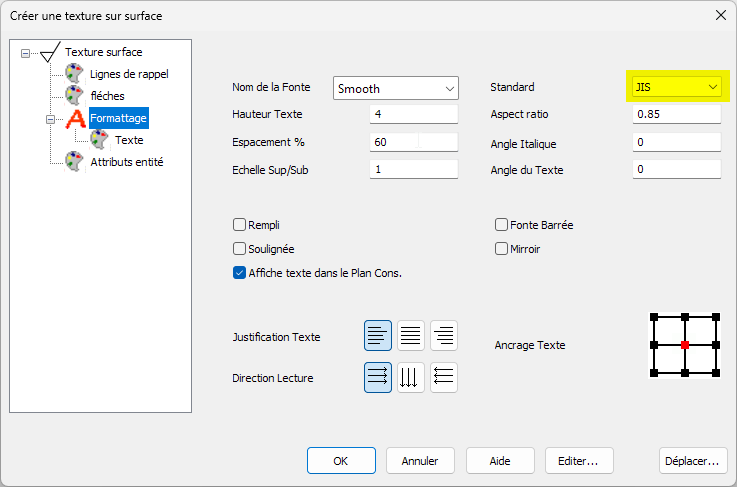 Créer une texture sur surface
Texture surface
Lignes de rappel
fléches
Formattage
Texte
Attributs entité
Nom de la Fonte Smooth Standard JIS
Hauteur Texte 4 Aspect ratio 0.85
Espacement % 60 Angle Italique 0
Echelle Sup/Sub 1 Angle du Texte 0
Rempli Fonte Barrée
Soulignée Mirroir
Affiche texte dans le Plan Cons.
Justification Texte Ancrage Texte
Direction Lecture
OK Annuler Aide Editer... Déplacer...